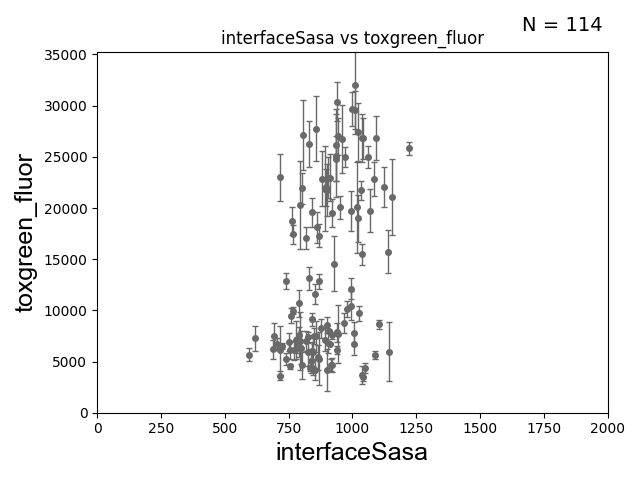 N = 114
interfaceSasa vs toxgreen_fluor
35000
30000
25000
20000
15000
10000
5000
0
toxgreen_fluor
0 250 500 750 1000 1250 1500 1750 2000
interfaceSasa